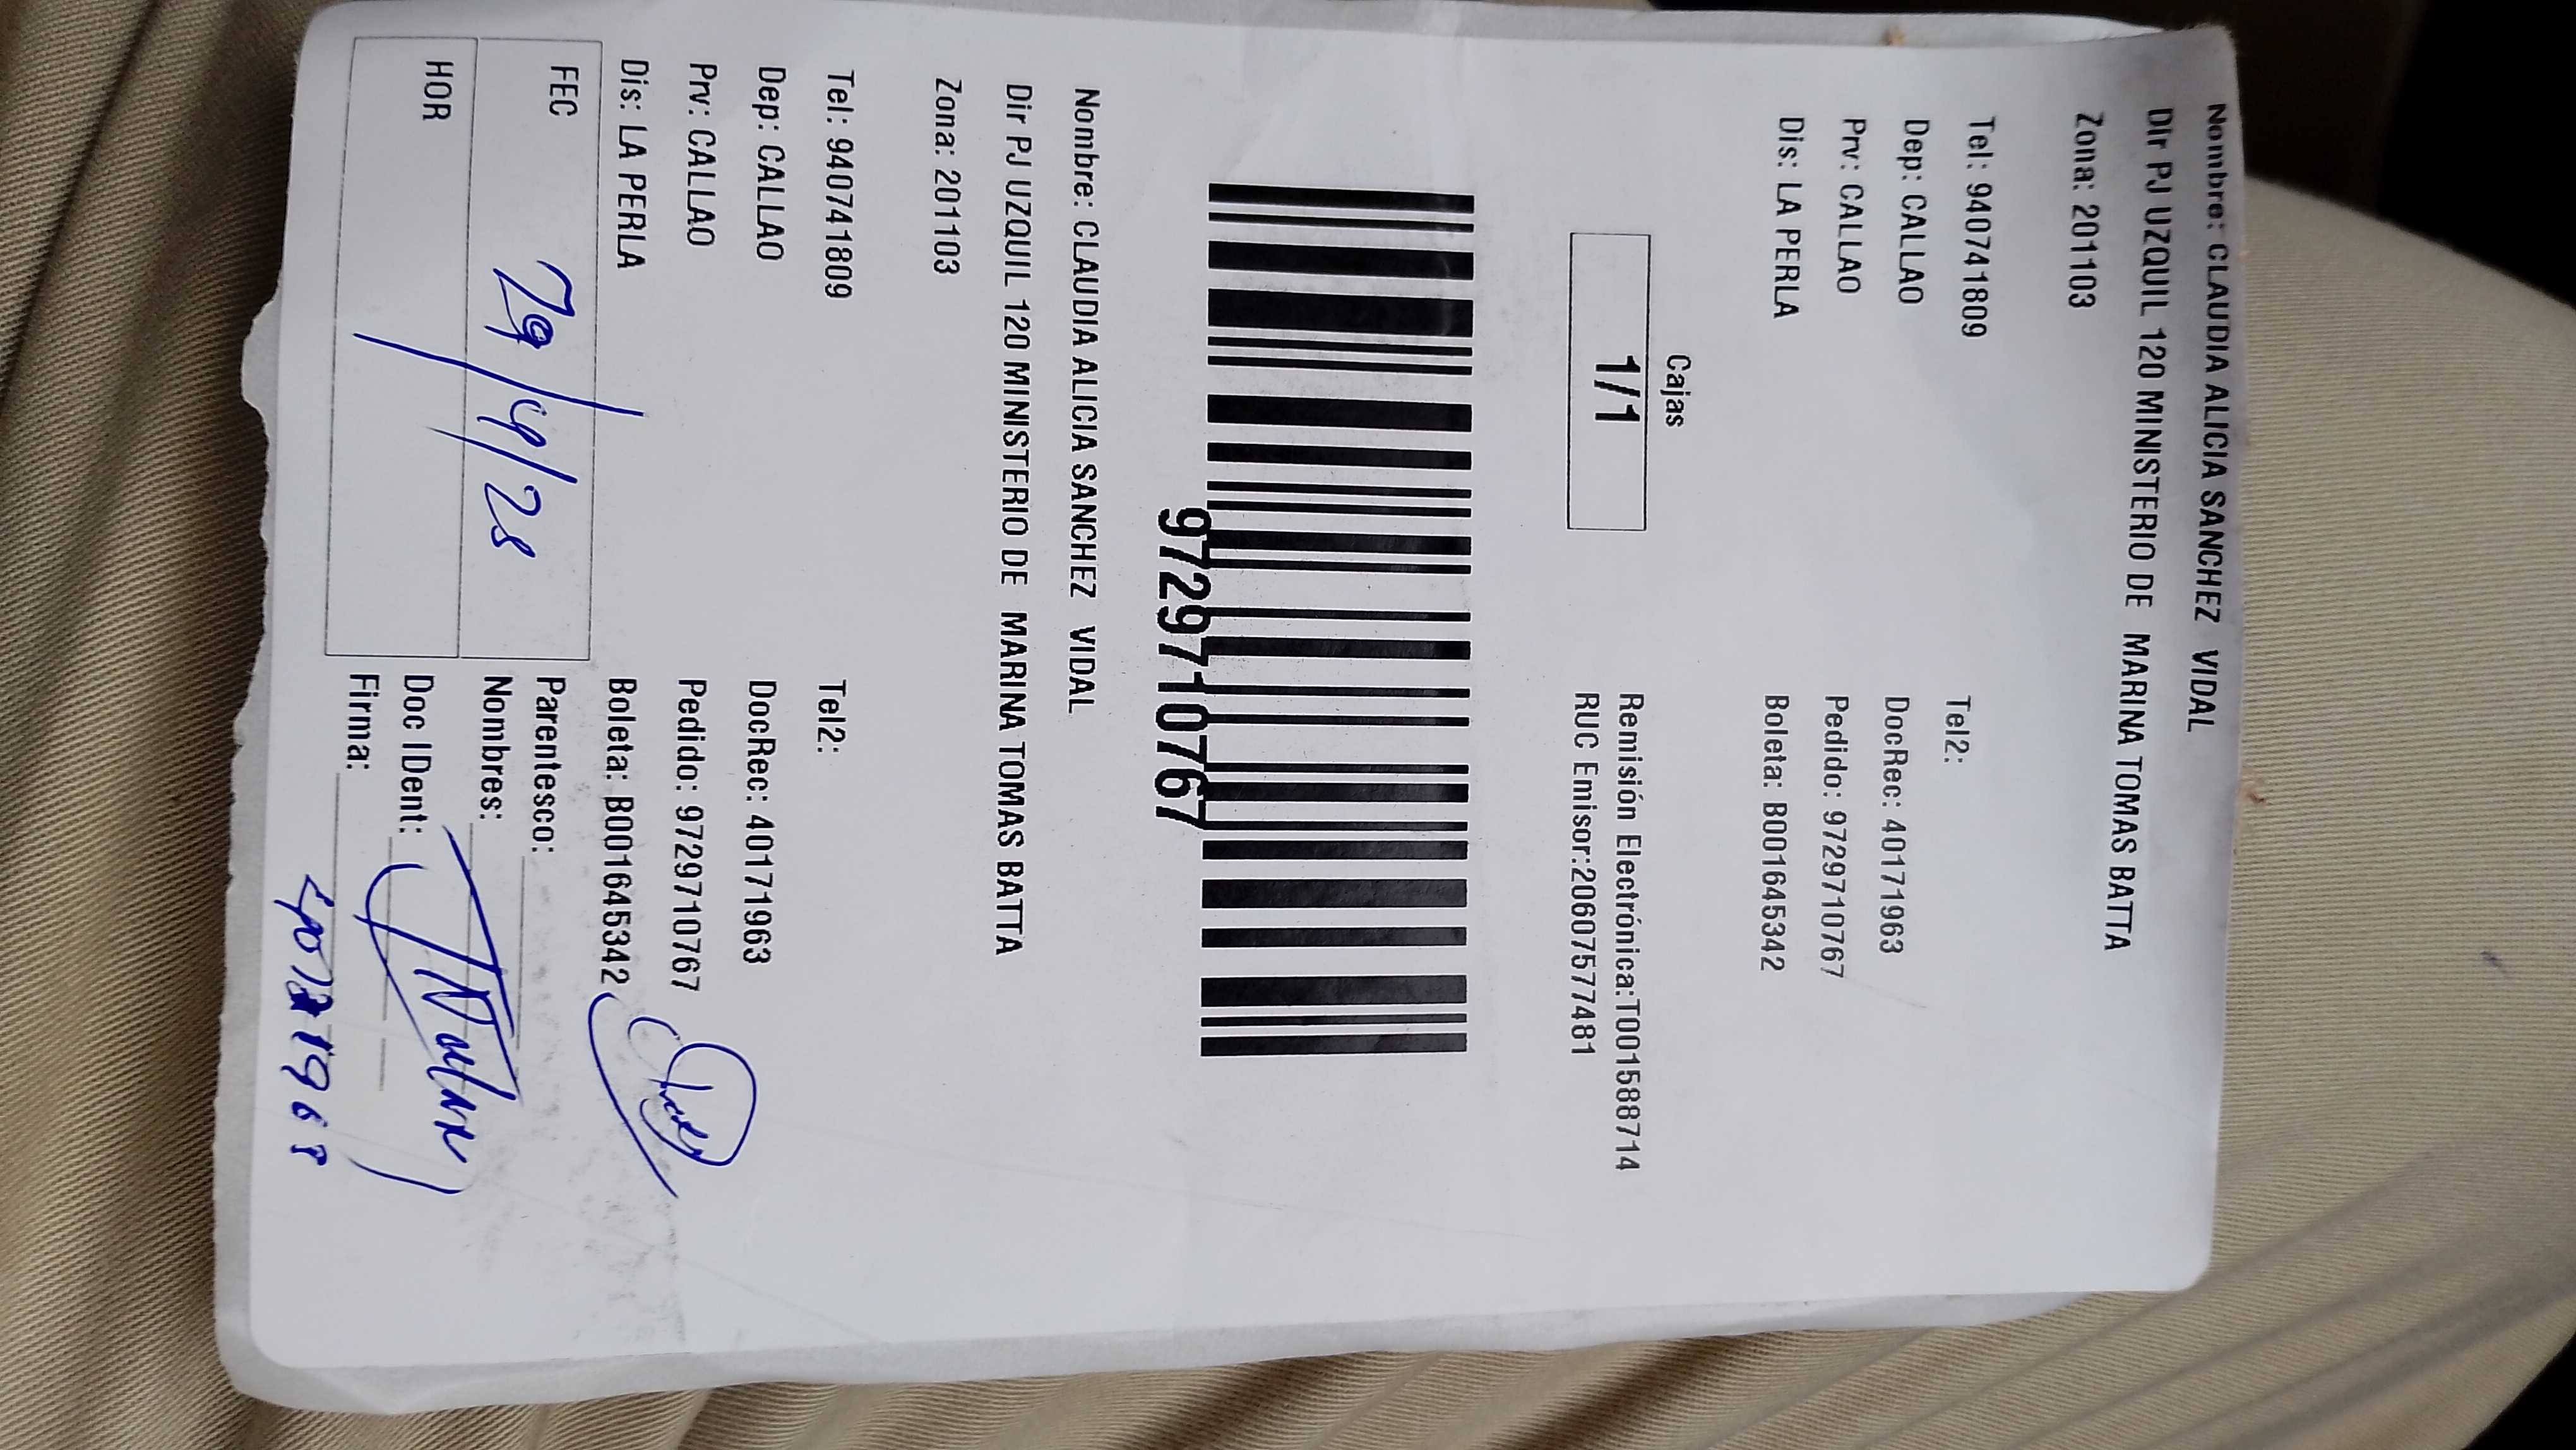 Nombre: CLAUDIA ALICIA SANCHEZ VIDAL
Dir PJ UZQUIL 120 MINISTERIO DE MARINA TOMAS BATTA
Zona: 201103
Tel: 940741809 Tel2:
Dep: CALLAO DocRec: 40171963
Prv: CALLAO Pedido: 9729710767
Dis: LA PERLA Boleta: B001645342
Cajas
1/1
Remisión Electrónica:T001588714
RUC Emisor:20607577481
9729710767
Nombre: CLAUDIA ALICIA SANCHEZ VIDAL
Dir PJ UZQUIL 120 MINISTERIO DE MARINA TOMAS BATTA
Zona: 201103
Tel: 940741809 Tel2:
Dep: CALLAO DocRec: 40171963
Prv: CALLAO Pedido: 9729710767
Dis: LA PERLA Boleta: B001645342
FEC Parentesco:
Nombres:
HOR Doc IDent:
Firma: